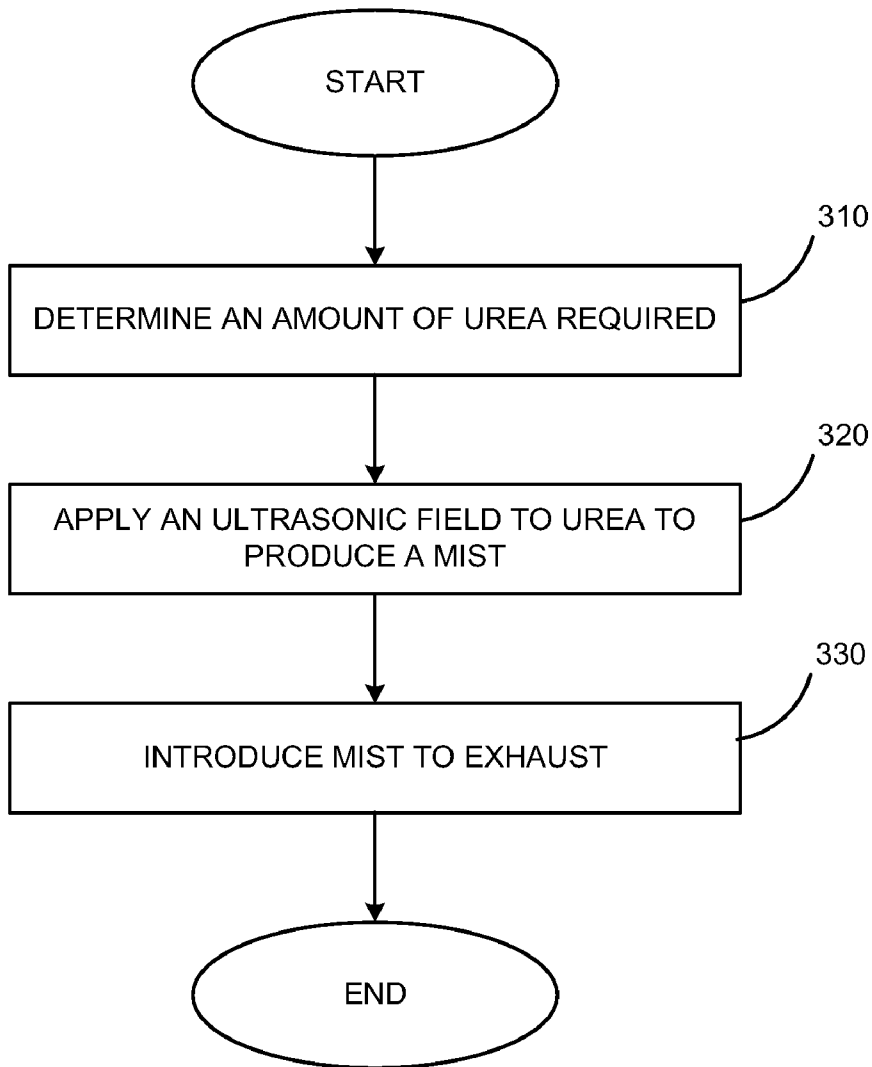 START
310
DETERMINE AN AMOUNT OF UREA REQUIRED
320
APPLY AN ULTRASONIC FIELD TO UREA TO
PRODUCE A MIST
330
INTRODUCE MIST TO EXHAUST
END